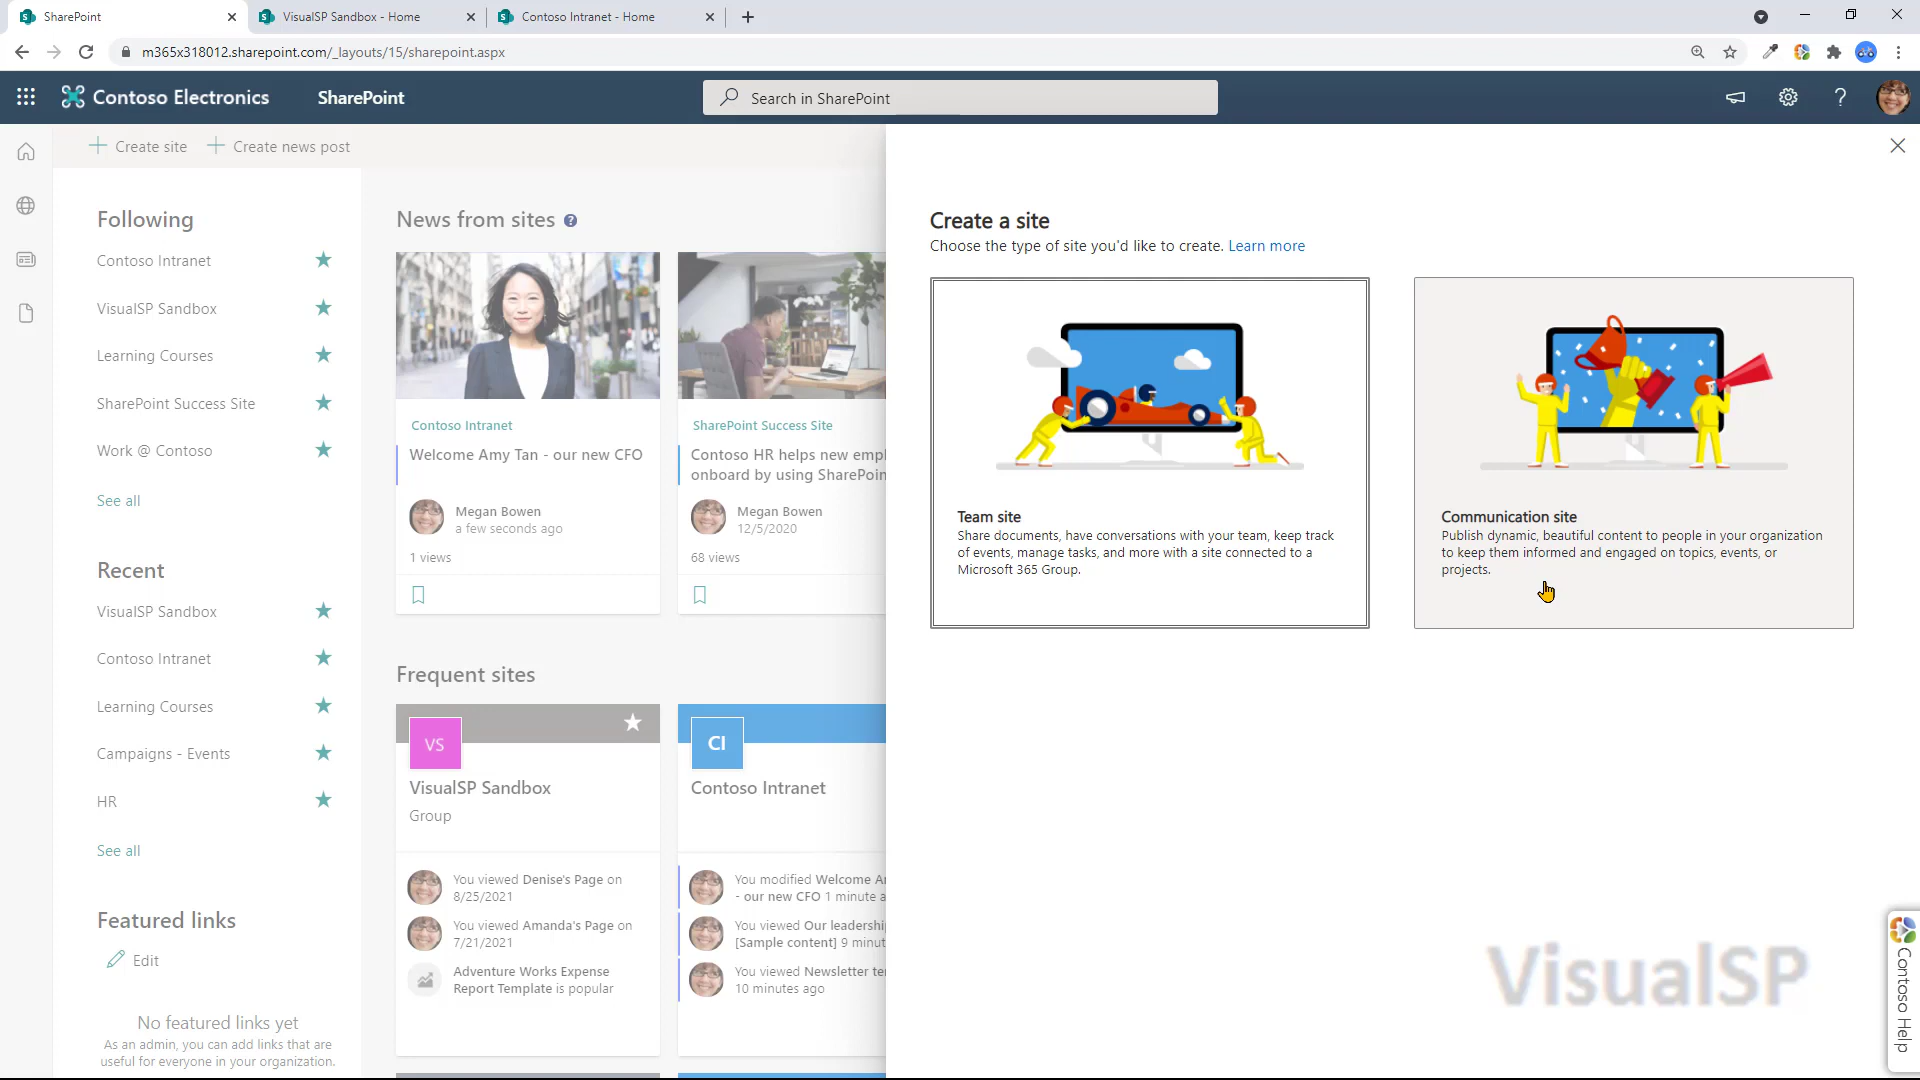 SharePoint
VisualSP Sandbox - Home
Contoso Intranet - Home
m365x318012.sharepoint.com/_layouts/15/sharepoint.aspx
Contoso Electronics
SharePoint
Search in SharePoint
Create site
Create news post
Following
Contoso Intranet
VisualSP Sandbox
Learning Courses
SharePoint Success Site
Work @ Contoso
See all
Recent
VisualSP Sandbox
Contoso Intranet
Learning Courses
Campaigns - Events
HR
See all
Featured links
Edit
No featured links yet
As an admin, you can add links that are
useful for everyone in your organization.
News from sites
Contoso Intranet
Welcome Amy Tan - our new CFO
Megan Bowen
a few seconds ago
1 views
SharePoint Success Site
Contoso HR helps new empl
onboard by using SharePoin
Megan Bowen
12/5/2020
68 views
Frequent sites
VS
VisualSP Sandbox
Group
You viewed Denise's Page on
8/25/2021
You viewed Amanda's Page on
7/21/2021
Adventure Works Expense
Report Template is popular
CI
Contoso Intranet
You modified Welcome A
- our new CFO 1 minute a
You viewed Our leadershi
[Sample content] 9 minut
You viewed Newsletter te
10 minutes ago
Create a site
Choose the type of site you'd like to create. Learn more
Team site
Share documents, have conversations with your team, keep track
of events, manage tasks, and more with a site connected to a
Microsoft 365 Group.
Communication site
Publish dynamic, beautiful content to people in your organization
to keep them informed and engaged on topics, events, or
projects.
VisualSP
Contoso Help